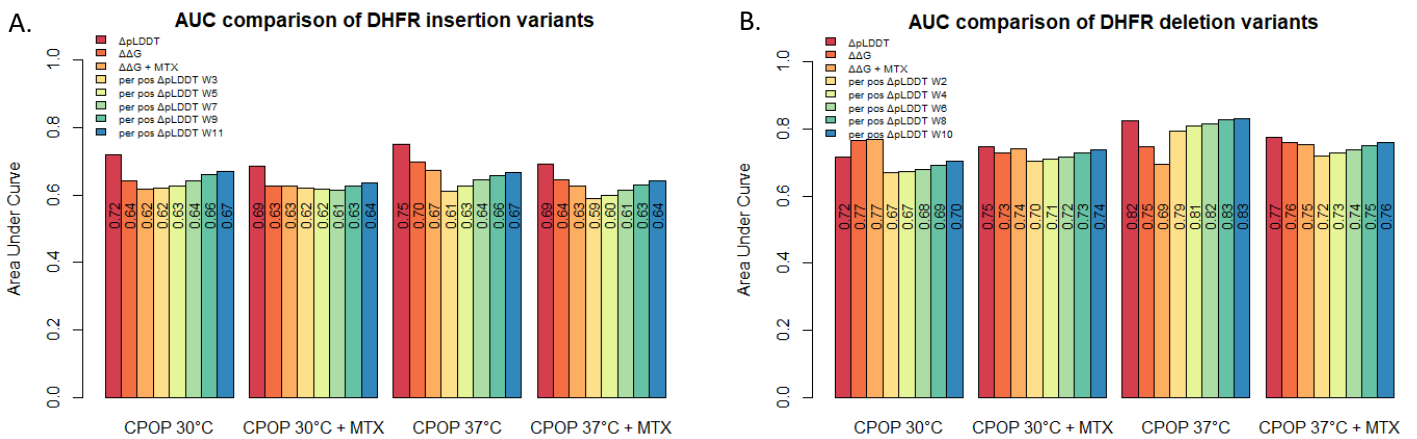 A.
AUC comparison of DHFR insertion variants
ΔpLDDT
ΔΔG
ΔΔG + MTX
per pos ΔpLDDT W3
per pos ΔpLDDT W5
per pos ΔpLDDT W7
per pos ΔpLDDT W9
per pos ΔpLDDT W11
Area Under Curve
1.0
0.8
0.6
0.4
0.2
0.0
0.72 0.64 0.62 0.62 0.63 0.64 0.66 0.67
0.69 0.63 0.63 0.62 0.62 0.61 0.63 0.64
0.75 0.70 0.67 0.61 0.63 0.64 0.66 0.67
0.69 0.64 0.63 0.59 0.60 0.61 0.63 0.64
CPOP 30°C CPOP 30°C + MTX CPOP 37°C CPOP 37°C + MTX
B.
AUC comparison of DHFR deletion variants
ΔpLDDT
ΔΔG
ΔΔG + MTX
per pos ΔpLDDT W2
per pos ΔpLDDT W4
per pos ΔpLDDT W6
per pos ΔpLDDT W8
per pos ΔpLDDT W10
Area Under Curve
1.0
0.8
0.6
0.4
0.2
0.0
0.72 0.77 0.77 0.67 0.67 0.68 0.69 0.70
0.75 0.73 0.74 0.70 0.71 0.72 0.73 0.74
0.82 0.75 0.69 0.79 0.81 0.82 0.83 0.83
0.77 0.76 0.75 0.72 0.73 0.74 0.75 0.76
CPOP 30°C CPOP 30°C + MTX CPOP 37°C CPOP 37°C + MTX